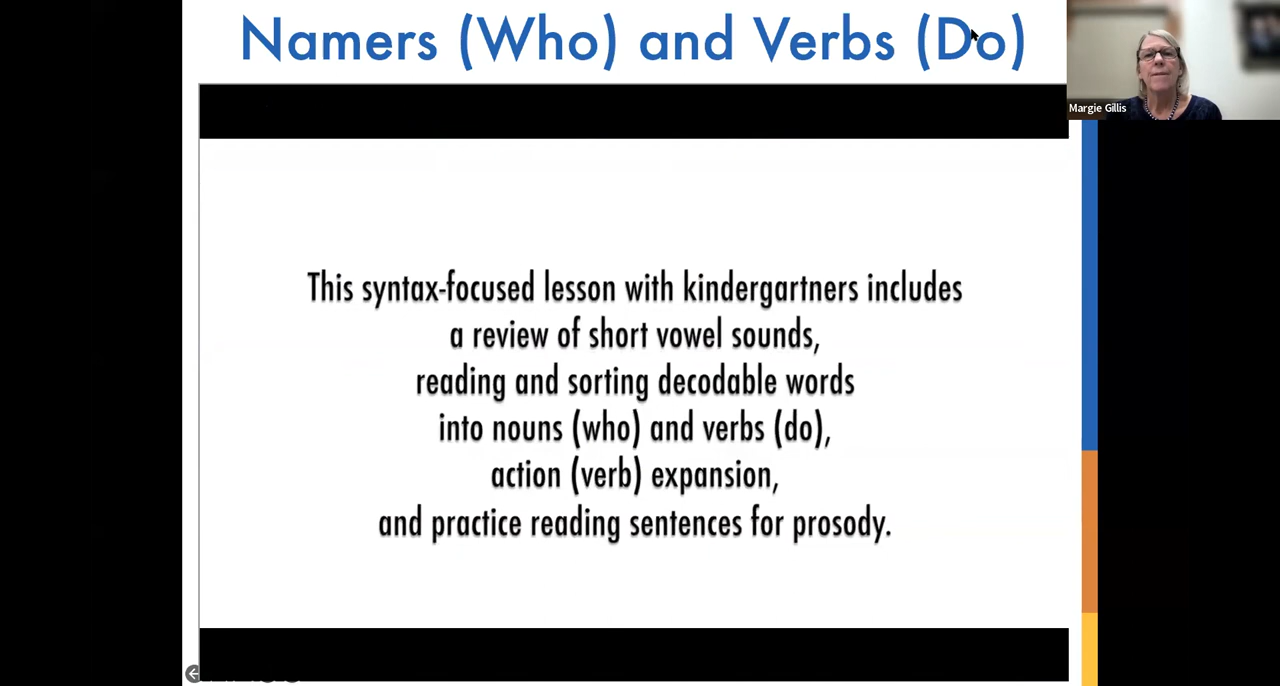 Namers (Who) and Verbs (Do)
Margie Gillis
This syntax-focused lesson with kindergartners includes
a review of short vowel sounds,
reading and sorting decodable words
into nouns (who) and verbs (do),
action (verb) expansion,
and practice reading sentences for prosody.